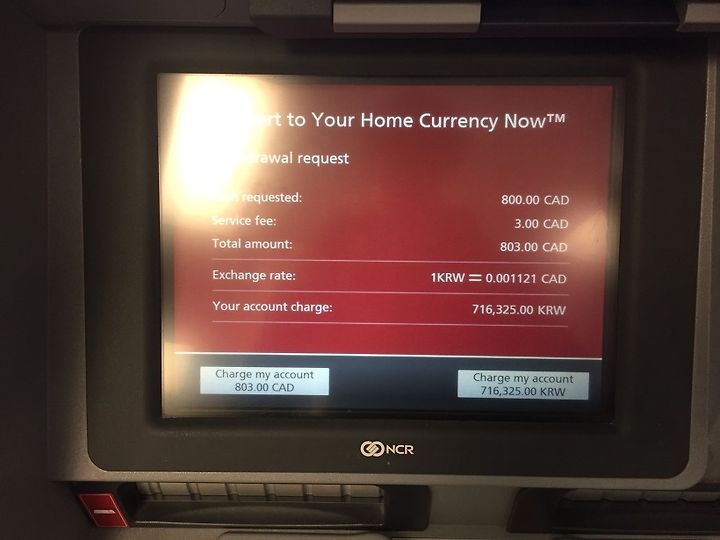 to Your Home Currency Now™
request
requested:
800.00 CAD
Service fee:
3.00 CAD
Total amount:
803.00 CAD
Exchange rate:
1KRW = 0.001121 CAD
Your account charge:
716,325.00 KRW
Charge my account
803.00 CAD
Charge my account
716,325.00 KRW
NCR